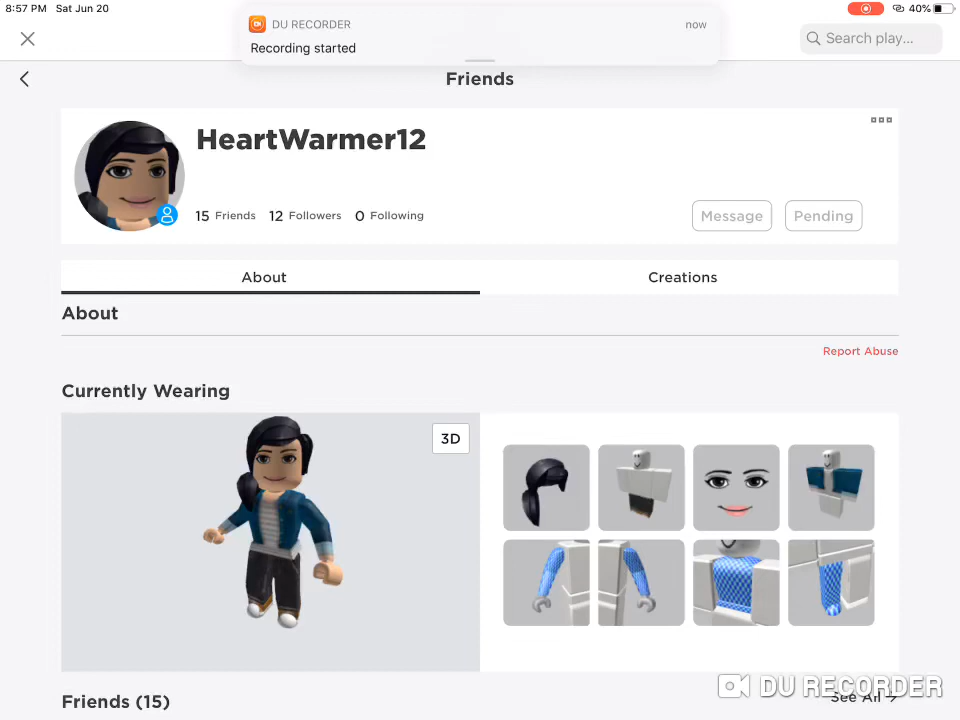 8:57 PM Sat Jun 20
40%
DU RECORDER
now
Recording started
Search play...
Friends
HeartWarmer12
15 Friends 12 Followers 0 Following
Message
Pending
About
Creations
About
Report Abuse
Currently Wearing
3D
Friends (15)
See All →
DU RECORDER